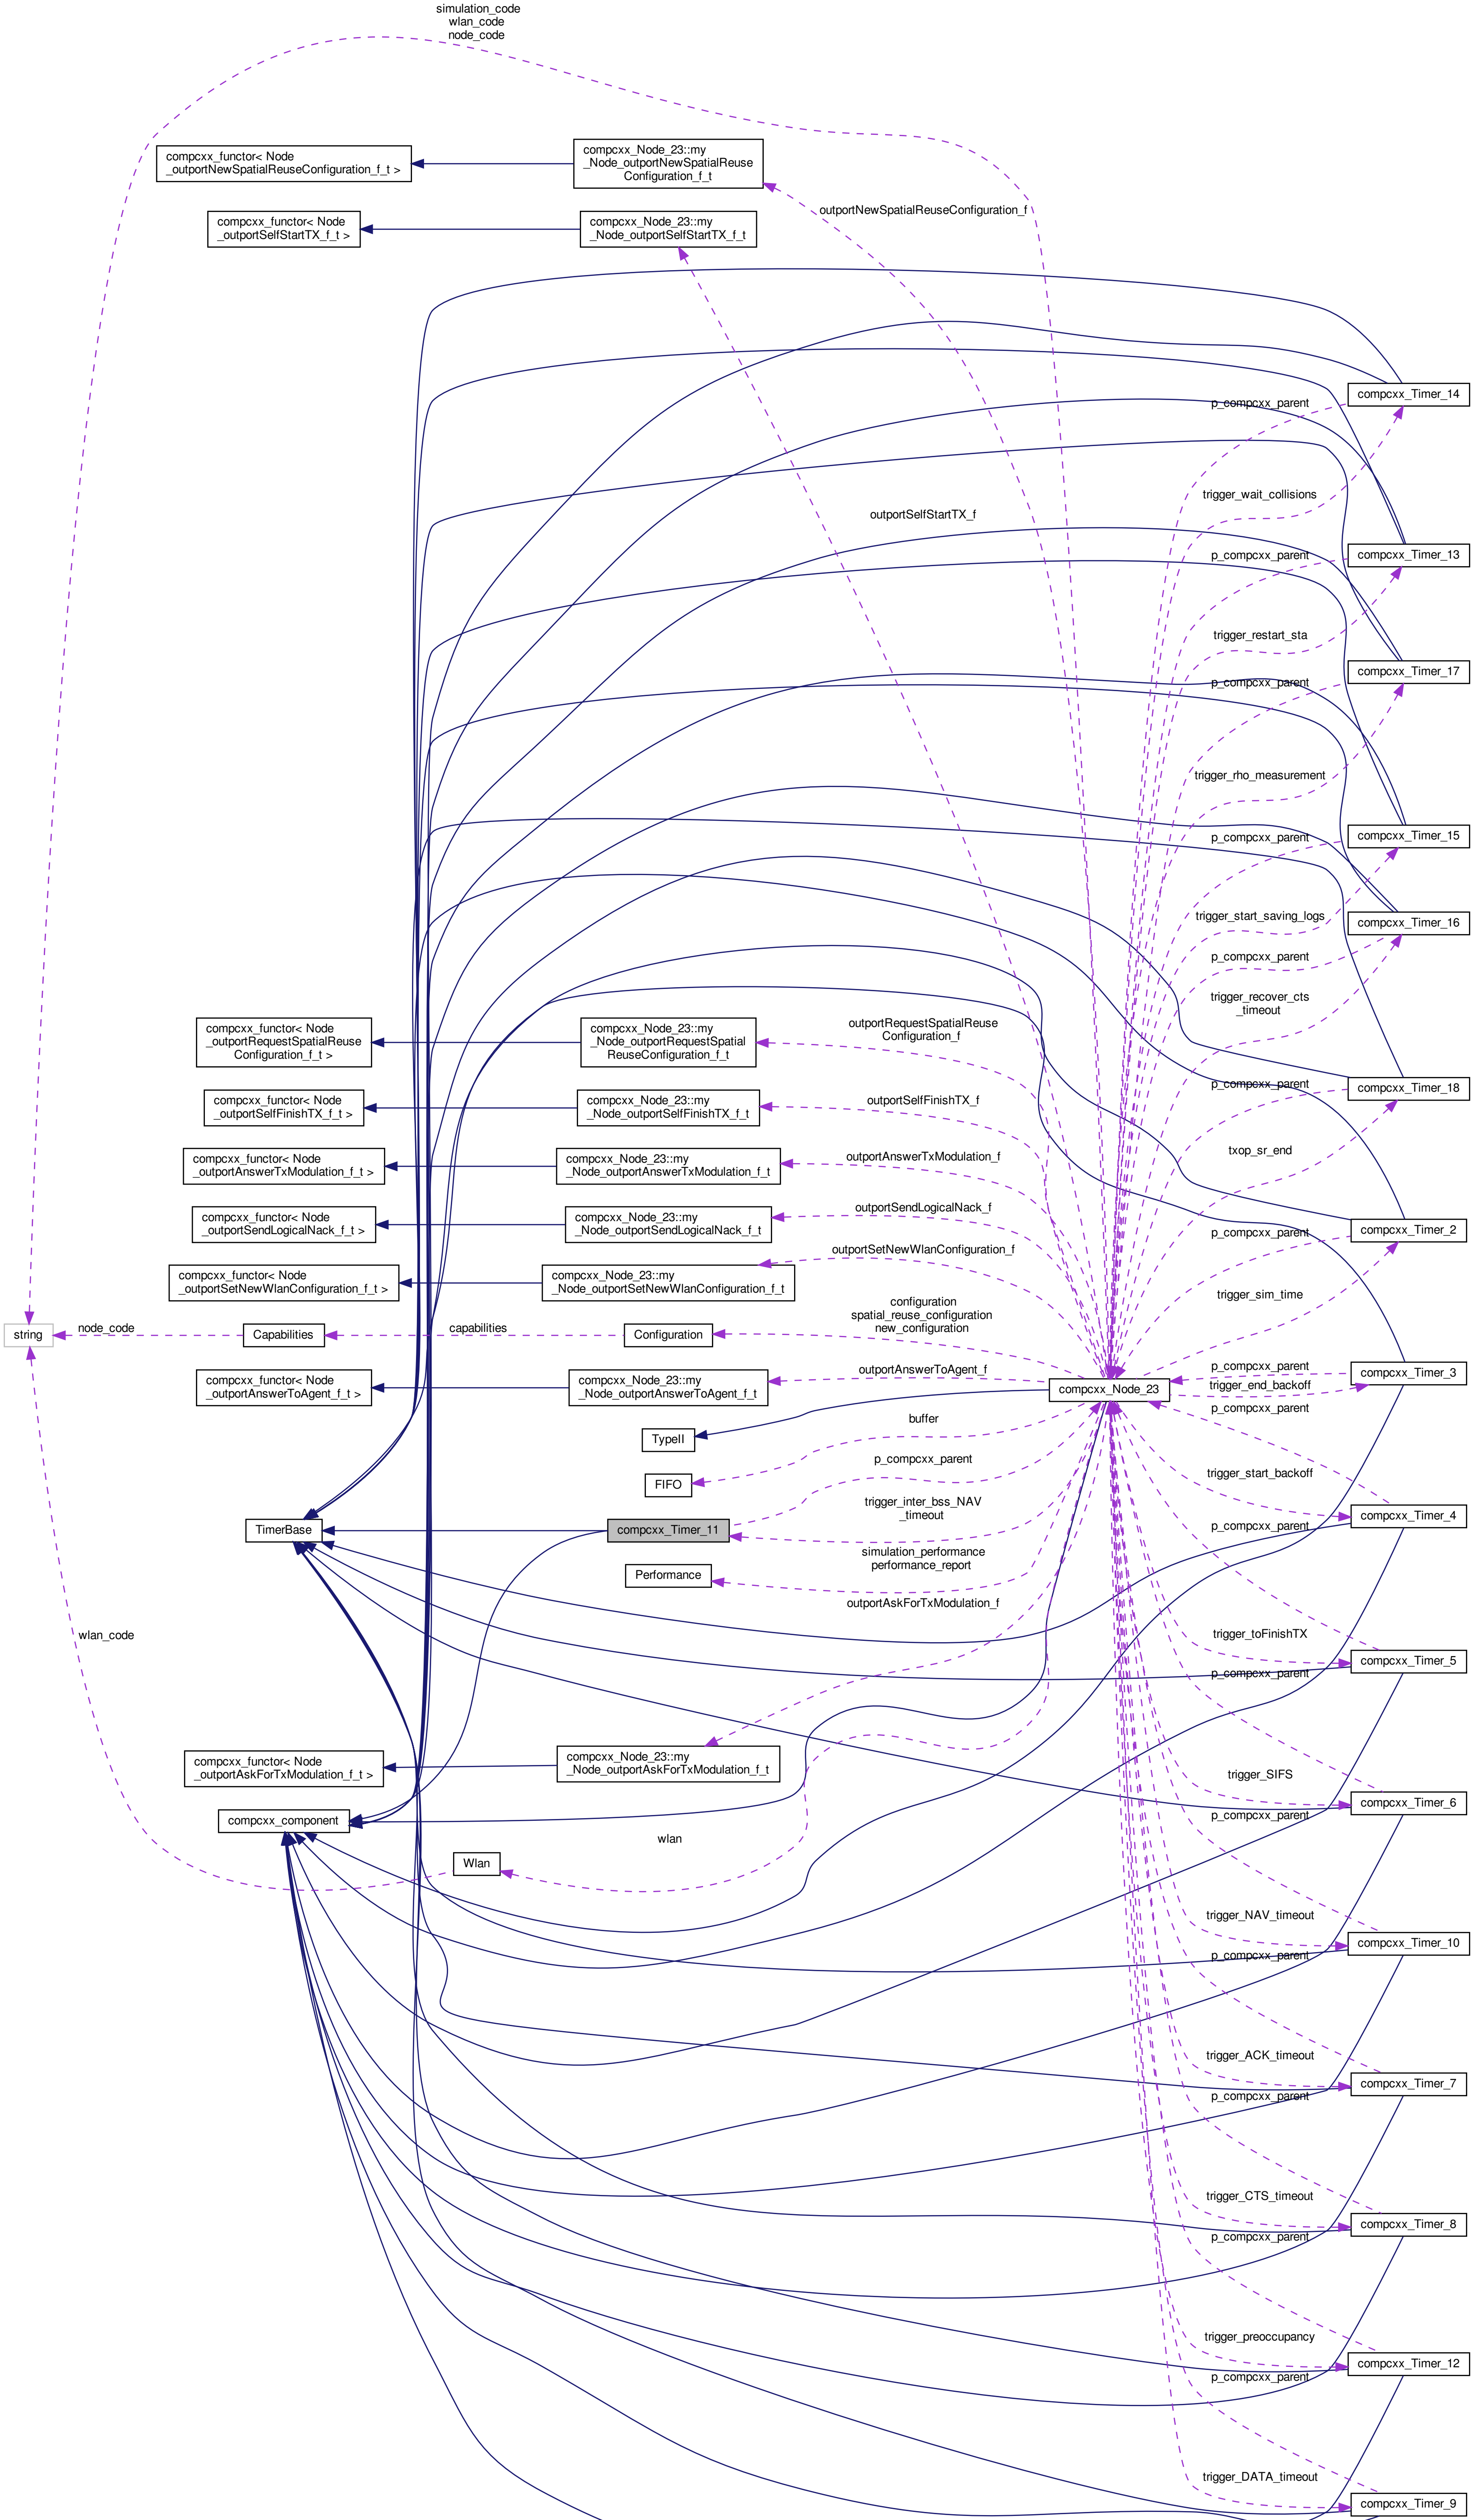 simulation_code
wlan_code
node_code
compcxx_functor< Node
_outportNewSpatialReuseConfiguration_f_t >
compcxx_Node_23::my
_Node_outportNewSpatialReuse
Configuration_f_t
outportNewSpatialReuseConfiguration_f
compcxx_functor< Node
_outportSelfStartTX_f_t >
compcxx_Node_23::my
_Node_outportSelfStartTX_f_t
compcxx_Timer_14
p_compcxx_parent
trigger_wait_collisions
outportSelfStartTX_f
compcxx_Timer_13
p_compcxx_parent
trigger_restart_sta
compcxx_Timer_17
p_compcxx_parent
trigger_rho_measurement
compcxx_Timer_15
p_compcxx_parent
trigger_start_saving_logs
compcxx_Timer_16
p_compcxx_parent
trigger_recover_cts
_timeout
compcxx_functor< Node
_outportRequestSpatialReuse
Configuration_f_t >
compcxx_Node_23::my
_Node_outportRequestSpatial
ReuseConfiguration_f_t
outportRequestSpatialReuse
Configuration_f
compcxx_Timer_18
p_compcxx_parent
compcxx_functor< Node
_outportSelfFinishTX_f_t >
compcxx_Node_23::my
_Node_outportSelfFinishTX_f_t
outportSelfFinishTX_f
txop_sr_end
compcxx_functor< Node
_outportAnswerTxModulation_f_t >
compcxx_Node_23::my
_Node_outportAnswerTxModulation_f_t
outportAnswerTxModulation_f
compcxx_functor< Node
_outportSendLogicalNack_f_t >
compcxx_Node_23::my
_Node_outportSendLogicalNack_f_t
outportSendLogicalNack_f
compcxx_Timer_2
p_compcxx_parent
compcxx_functor< Node
_outportSetNewWlanConfiguration_f_t >
compcxx_Node_23::my
_Node_outportSetNewWlanConfiguration_f_t
outportSetNewWlanConfiguration_f
trigger_sim_time
string
node_code
Capabilities
capabilities
Configuration
configuration
spatial_reuse_configuration
new_configuration
compcxx_functor< Node
_outportAnswerToAgent_f_t >
compcxx_Node_23::my
_Node_outportAnswerToAgent_f_t
outportAnswerToAgent_f
compcxx_Node_23
p_compcxx_parent
trigger_end_backoff
compcxx_Timer_3
p_compcxx_parent
TypeII
buffer
FIFO
p_compcxx_parent
trigger_start_backoff
compcxx_Timer_4
TimerBase
compcxx_Timer_11
trigger_inter_bss_NAV
_timeout
p_compcxx_parent
Performance
simulation_performance
performance_report
outportAskForTxModulation_f
wlan_code
trigger_toFinishTX
compcxx_Timer_5
p_compcxx_parent
compcxx_functor< Node
_outportAskForTxModulation_f_t >
compcxx_Node_23::my
_Node_outportAskForTxModulation_f_t
trigger_SIFS
compcxx_Timer_6
p_compcxx_parent
compcxx_component
wlan
Wlan
trigger_NAV_timeout
compcxx_Timer_10
p_compcxx_parent
trigger_ACK_timeout
compcxx_Timer_7
p_compcxx_parent
trigger_CTS_timeout
compcxx_Timer_8
p_compcxx_parent
trigger_preoccupancy
compcxx_Timer_12
p_compcxx_parent
trigger_DATA_timeout
compcxx_Timer_9